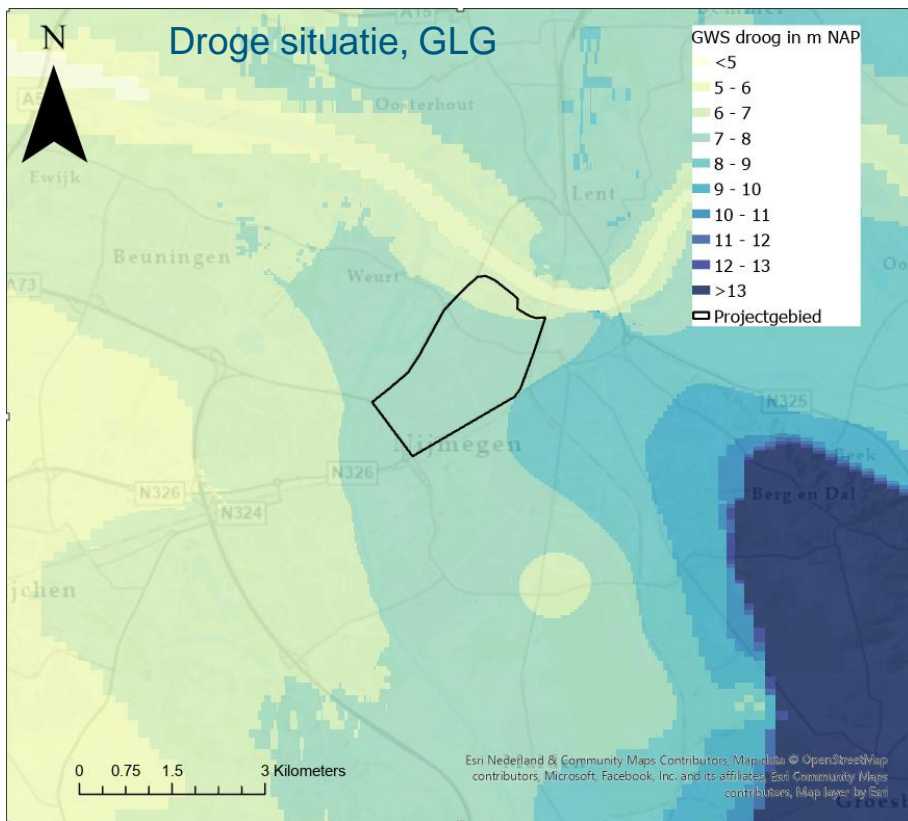 A15
Droge situatie, GLG
N
GWS droog in m NAP
<5
5 - 6
6 - 7
7 - 8
8 - 9
9 - 10
10 - 11
11 - 12
12 - 13
>13
Projectgebied
Oosterhout
Ewijk
Lent
Beuningen
Weurt
A73
N325
Nijmegen
Beek
N326
N326
Berg en Dal
N324
jchen
0 0.75 1.5 3 Kilometers
Esri Nederland & Community Maps Contributors, Map data © OpenStreetMap
contributors, Microsoft, Facebook, Inc. and its affiliates, Esri Community Maps
contributors, Map layer by Esri
Groesb